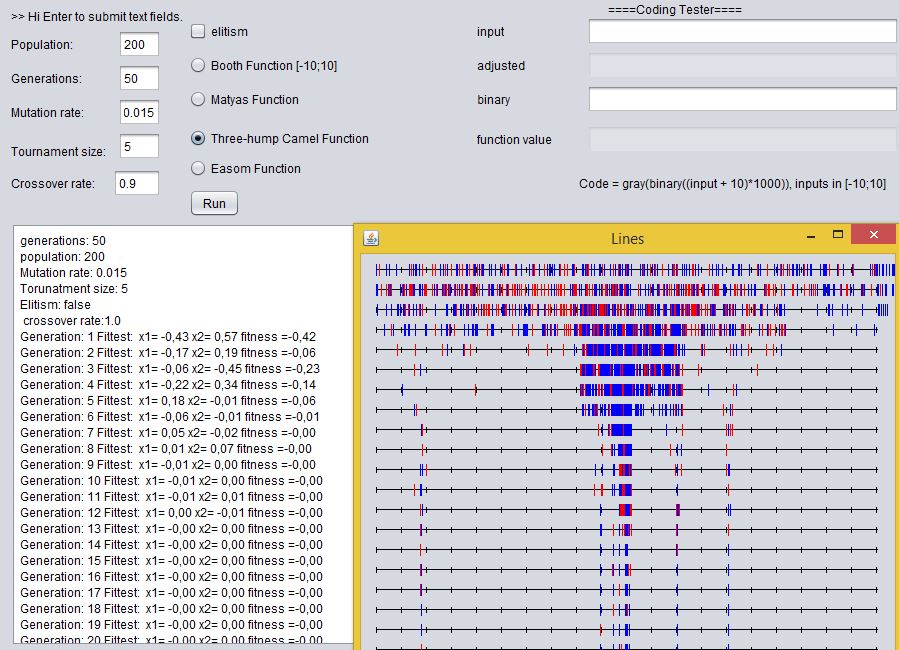 >> Hi Enter to submit text fields.
====Coding Tester====
Population: 200
elitism
input
Generations: 50
Booth Function [-10;10]
adjusted
Mutation rate: 0.015
Matyas Function
binary
Tournament size: 5
Three-hump Camel Function
function value
Easom Function
Crossover rate: 0.9
Code = gray(binary((input + 10)*1000)), inputs in [-10;10]
Run
Lines
generations: 50
population: 200
Mutation rate: 0.015
Torunatment size: 5
Elitism: false
crossover rate:1.0
Generation: 1 Fittest: x1= -0,43 x2= 0,57 fitness =-0,42
Generation: 2 Fittest: x1= -0,17 x2= 0,19 fitness =-0,06
Generation: 3 Fittest: x1= -0,06 x2= -0,45 fitness =-0,23
Generation: 4 Fittest: x1= -0,22 x2= 0,34 fitness =-0,14
Generation: 5 Fittest: x1= 0,18 x2= -0,01 fitness =-0,06
Generation: 6 Fittest: x1= -0,06 x2= -0,01 fitness =-0,01
Generation: 7 Fittest: x1= 0,05 x2= -0,02 fitness =-0,00
Generation: 8 Fittest: x1= 0,01 x2= 0,07 fitness =-0,00
Generation: 9 Fittest: x1= -0,01 x2= 0,00 fitness =-0,00
Generation: 10 Fittest: x1= -0,01 x2= 0,00 fitness =-0,00
Generation: 11 Fittest: x1= -0,01 x2= 0,01 fitness =-0,00
Generation: 12 Fittest: x1= 0,00 x2= -0,01 fitness =-0,00
Generation: 13 Fittest: x1= -0,00 x2= 0,00 fitness =-0,00
Generation: 14 Fittest: x1= -0,00 x2= 0,00 fitness =-0,00
Generation: 15 Fittest: x1= -0,00 x2= 0,00 fitness =-0,00
Generation: 16 Fittest: x1= -0,00 x2= 0,00 fitness =-0,00
Generation: 17 Fittest: x1= -0,00 x2= 0,00 fitness =-0,00
Generation: 18 Fittest: x1= -0,00 x2= 0,00 fitness =-0,00
Generation: 19 Fittest: x1= -0,00 x2= 0,00 fitness =-0,00
Generation: 20 Fittest: x1= -0,00 x2= 0,00 fitness =-0,00